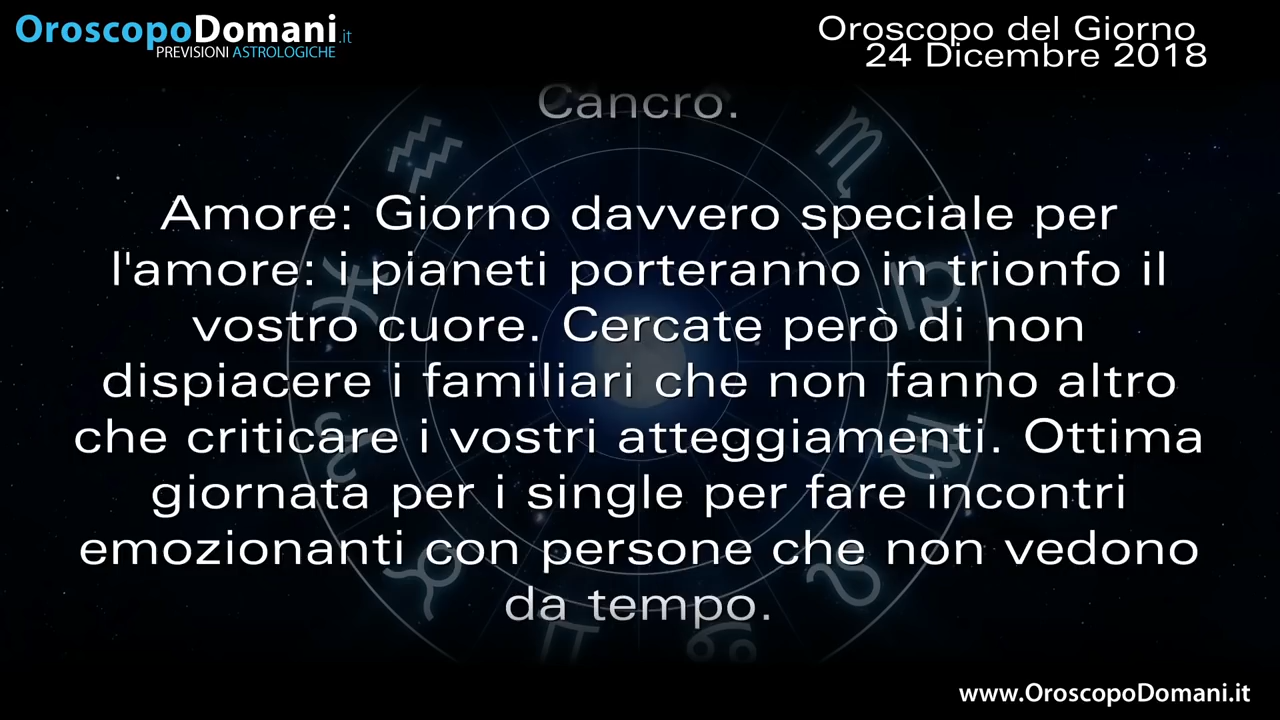 OroscopoDomani.it
PREVISIONI ASTROLOGICHE
Oroscopo del Giorno
24 Dicembre 2018
Cancro.
Amore: Giorno davvero speciale per
l'amore: i pianeti porteranno in trionfo il
vostro cuore. Cercate però di non
dispiacere i familiari che non fanno altro
che criticare i vostri atteggiamenti. Ottima
giornata per i single per fare incontri
emozionanti con persone che non vedono
da tempo.
www.OroscopoDomani.it